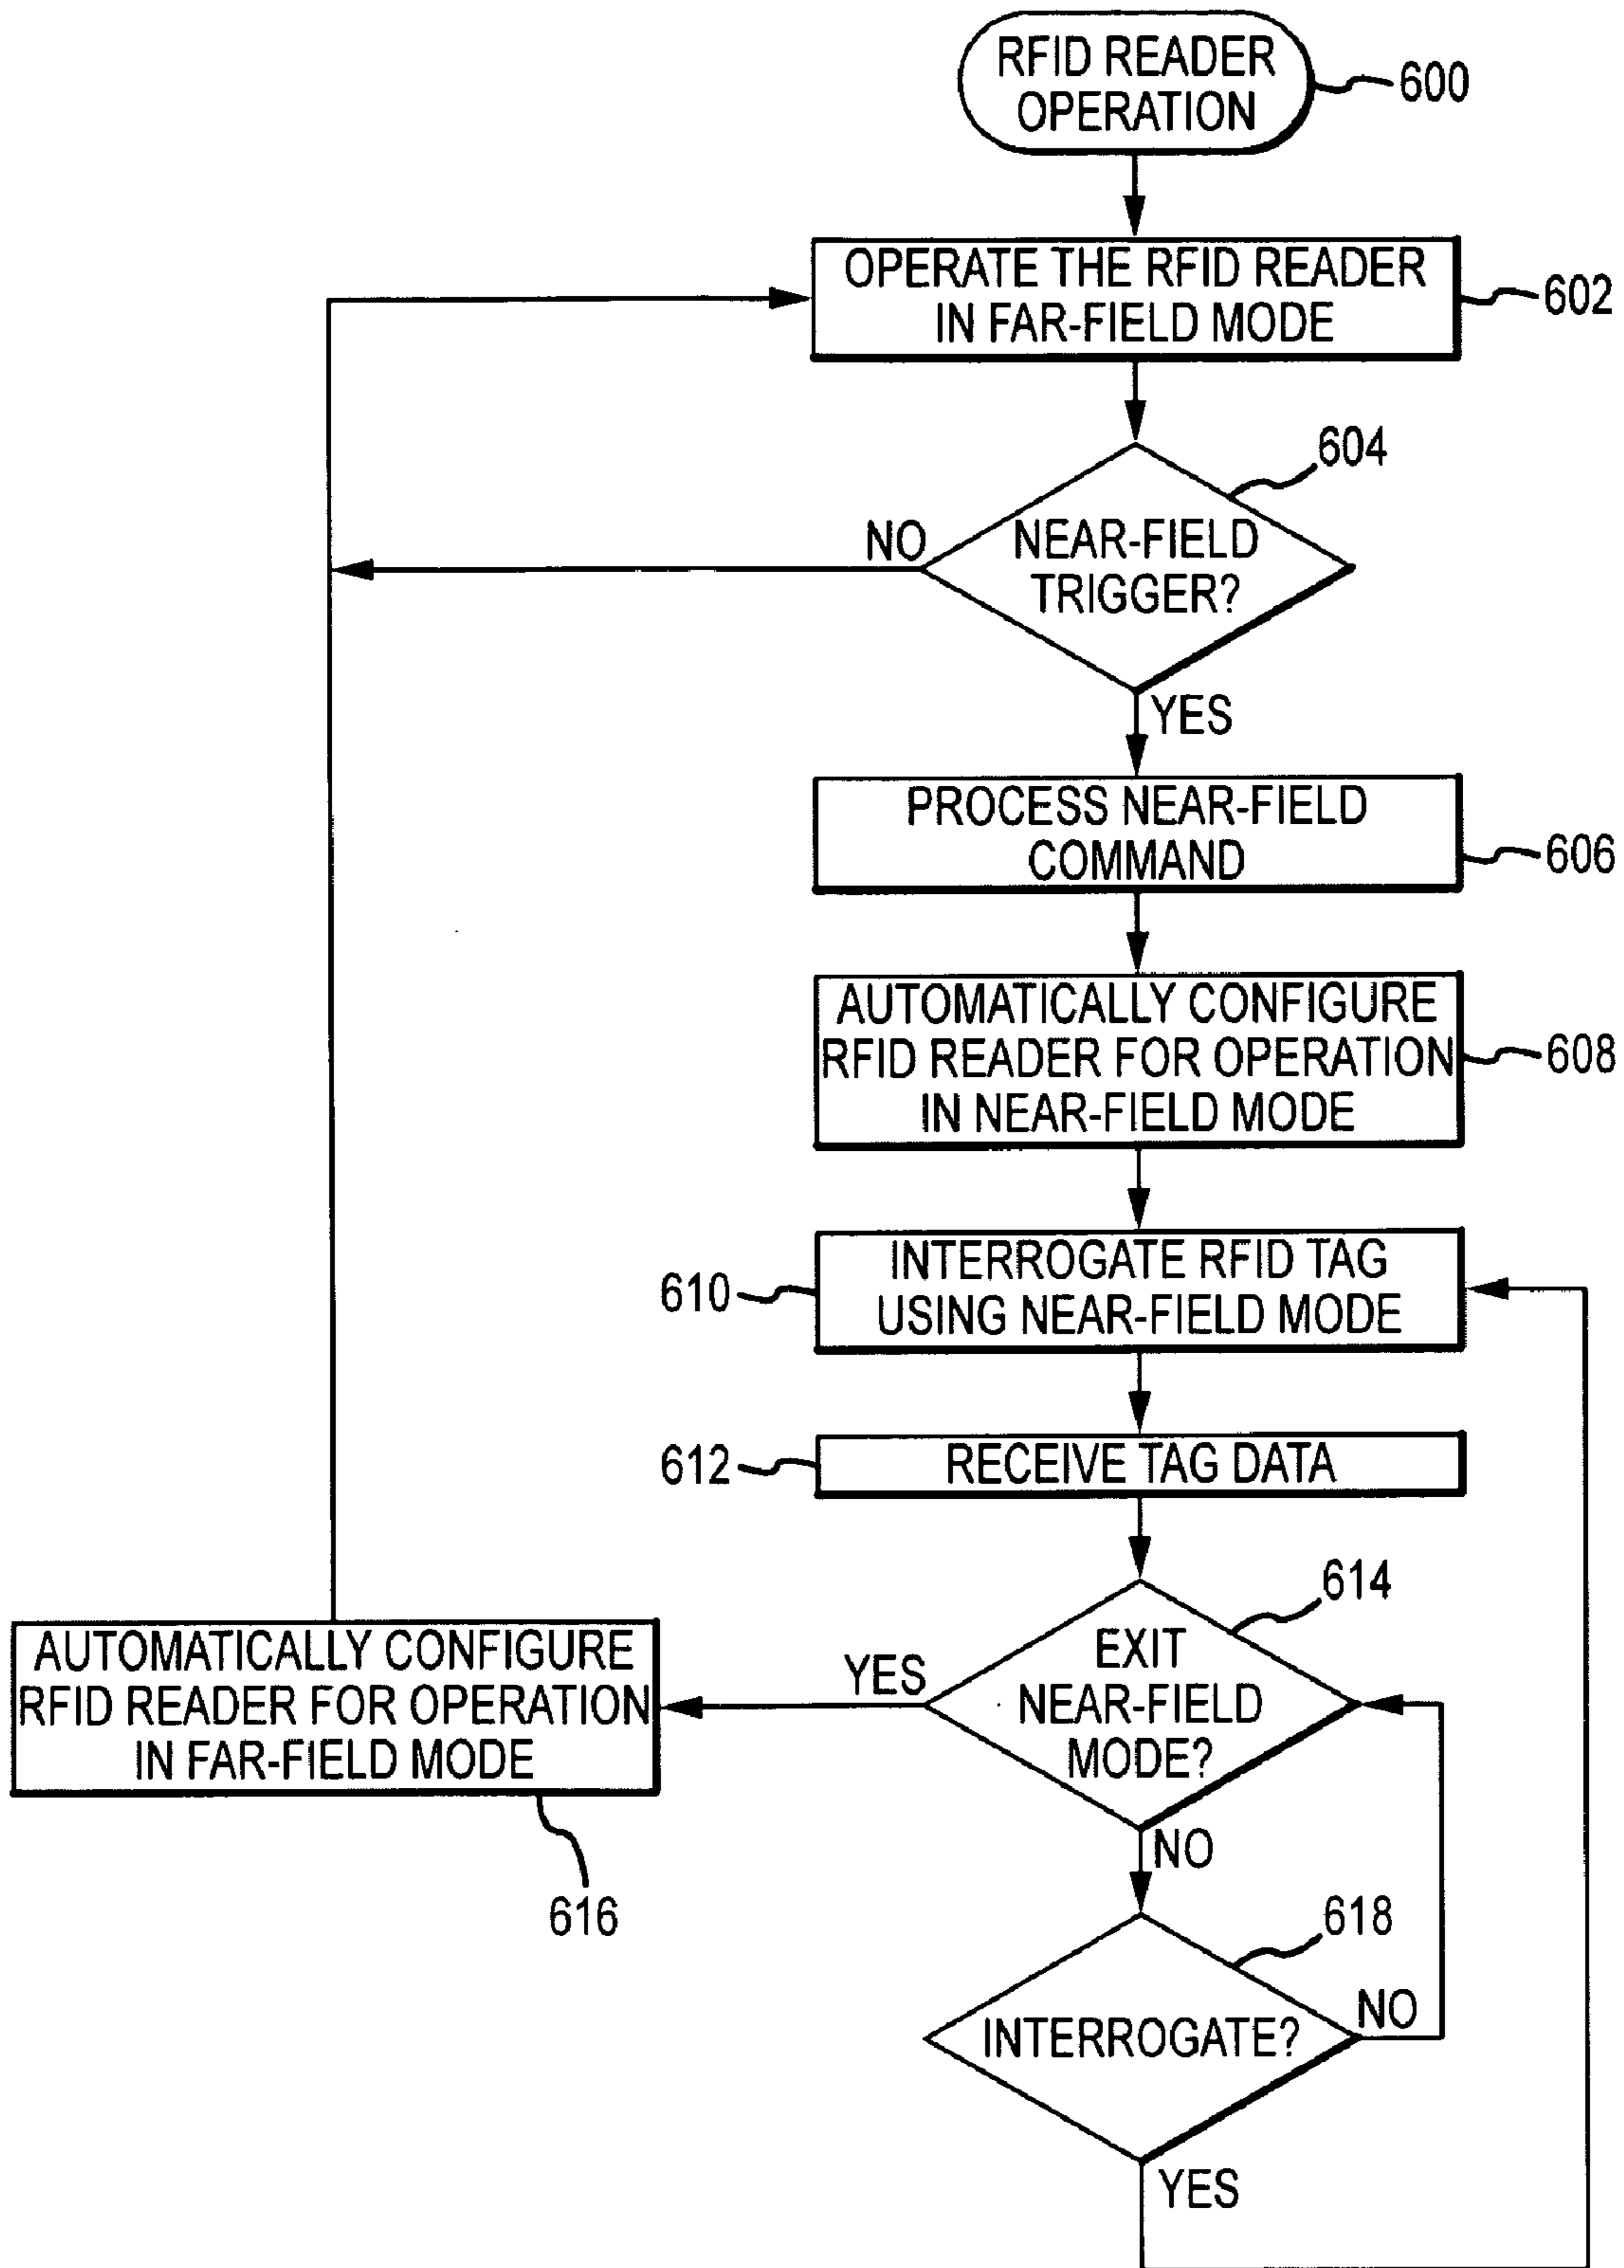 RFID READER
OPERATION
600
OPERATE THE RFID READER
IN FAR-FIELD MODE
602
604
NEAR-FIELD
TRIGGER?
NO
YES
PROCESS NEAR-FIELD
COMMAND
606
AUTOMATICALLY CONFIGURE
RFID READER FOR OPERATION
IN NEAR-FIELD MODE
608
INTERROGATE RFID TAG
USING NEAR-FIELD MODE
610
612
RECEIVE TAG DATA
614
EXIT
NEAR-FIELD
MODE?
YES
NO
AUTOMATICALLY CONFIGURE
RFID READER FOR OPERATION
IN FAR-FIELD MODE
616
618
INTERROGATE?
NO
YES